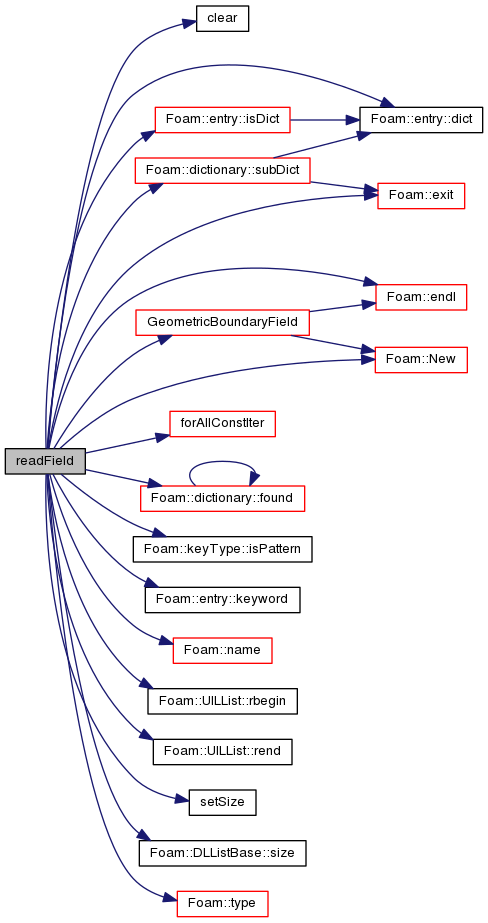 clear
Foam::entry::isDict
Foam::entry::dict
Foam::dictionary::subDict
Foam::exit
Foam::endl
GeometricBoundaryField
Foam::New
forAllConstIter
readField
Foam::dictionary::found
Foam::keyType::isPattern
Foam::entry::keyword
Foam::name
Foam::UILList::rbegin
Foam::UILList::rend
setSize
Foam::DLListBase::size
Foam::type